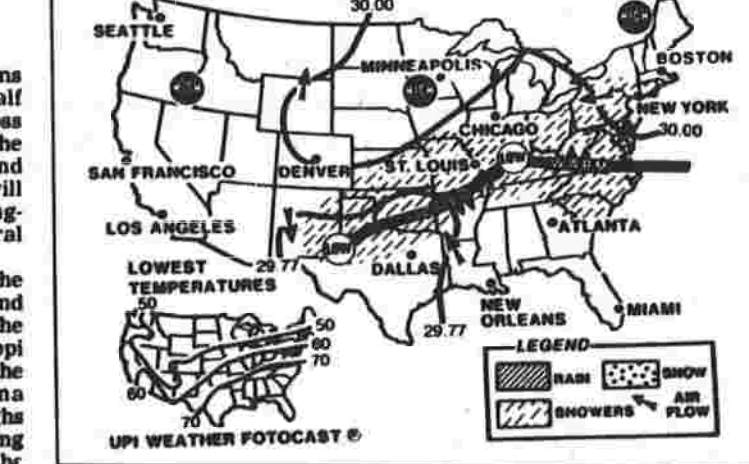 30.00
SEATTLE
MINNEAPOLIS
BOSTON
NEW YORK
30.00
CHICAGO
LOW
SAN FRANCISCO
DENVER
ST. LOUIS
LOS ANGELES
ATLANTA
LOW
29.77
DALLAS
LOWEST
TEMPERATURES
NEW
ORLEANS
MIAMI
29.77
50
50
60
70
60
70
LEGEND
RAIN
SNOW
SHOWERS
AIR
FLOW
UPI WEATHER FOTOCAST ®